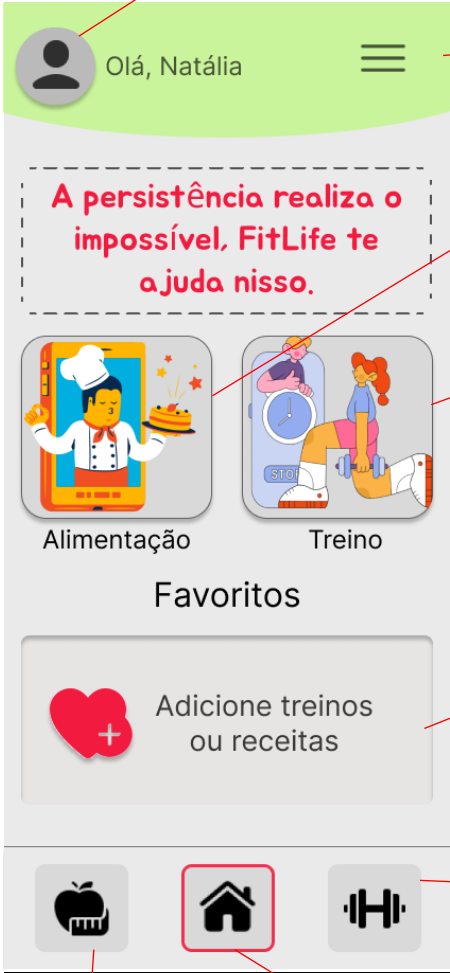 Olá, Natália
A persistência realiza o
impossível, FitLife te
ajuda nisso.
Alimentação
Treino
Favoritos
Adicione treinos
ou receitas